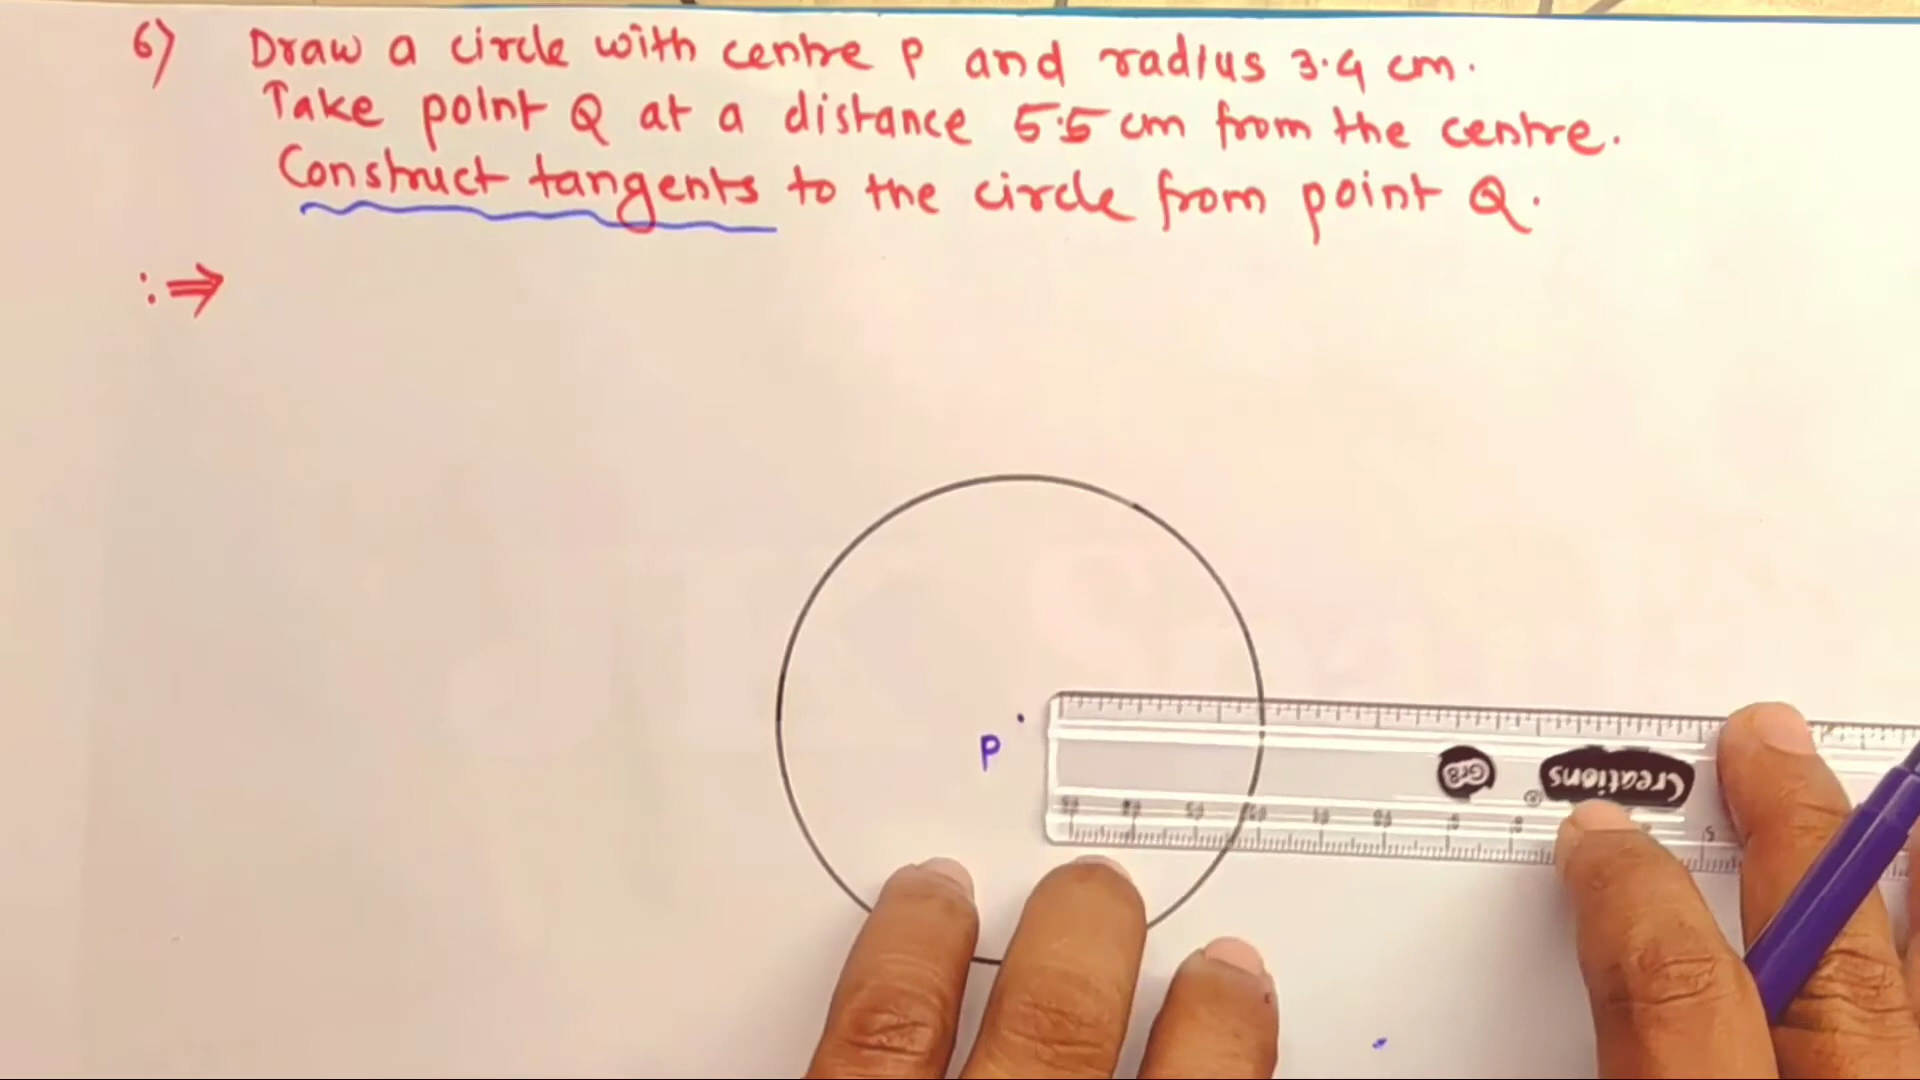 6) Draw a circle with centre P and radius 3.4 cm.
Take point Q at a distance 5.5 cm from the centre.
Construct tangents to the circle from point Q.
:⇒
P
Gr8
Creations